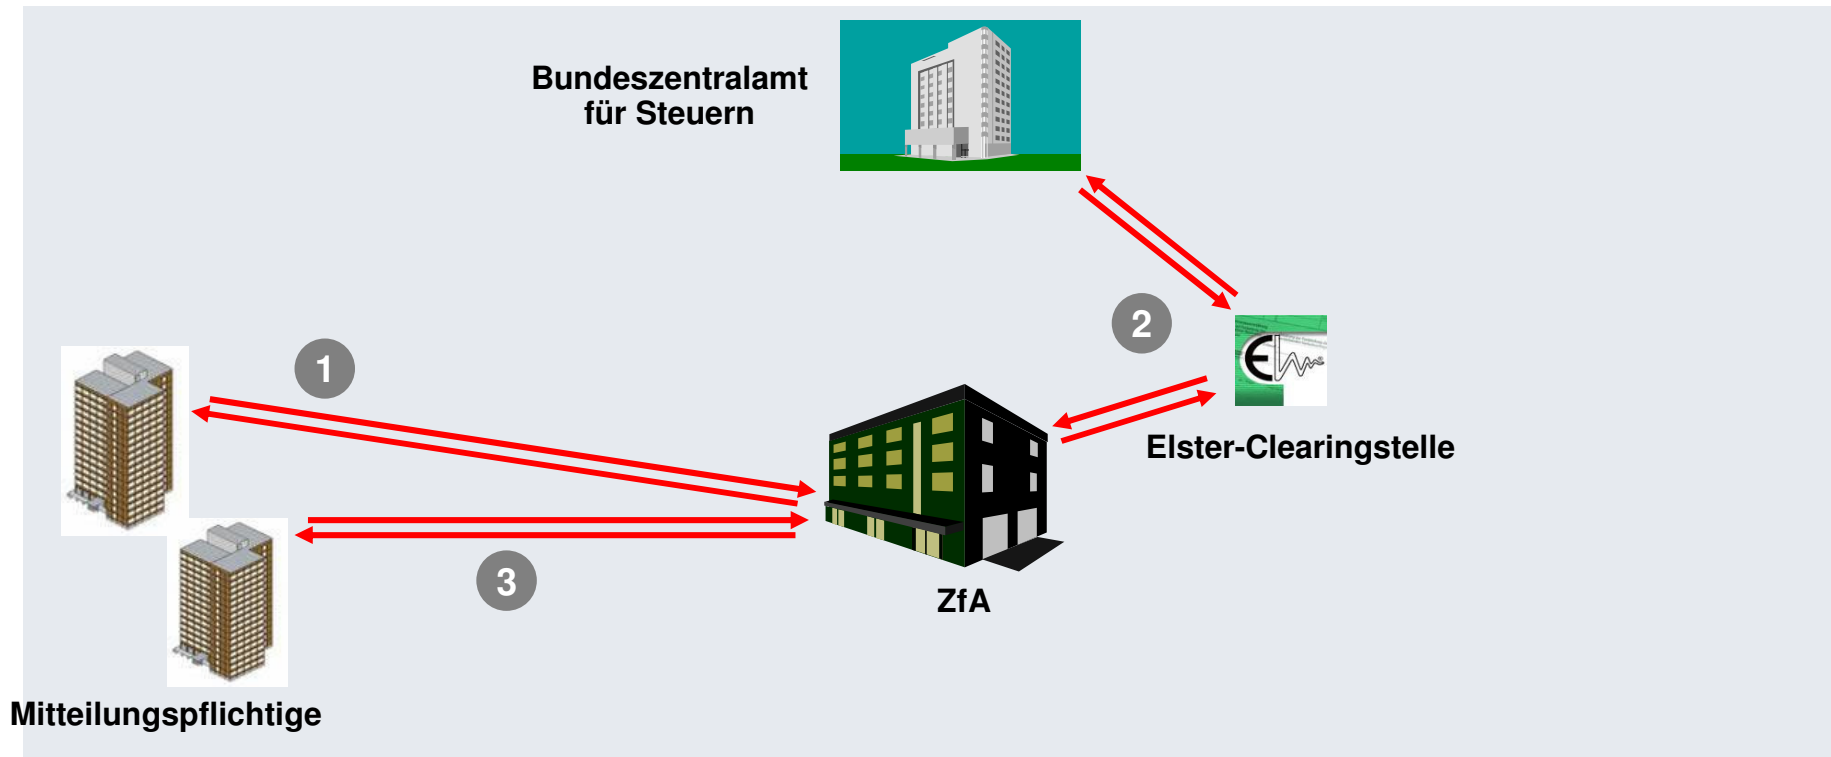 Bundeszentralamt
für Steuern
2
1
Elster-Clearingstelle
3
ZfA
Mitteilungspflichtige